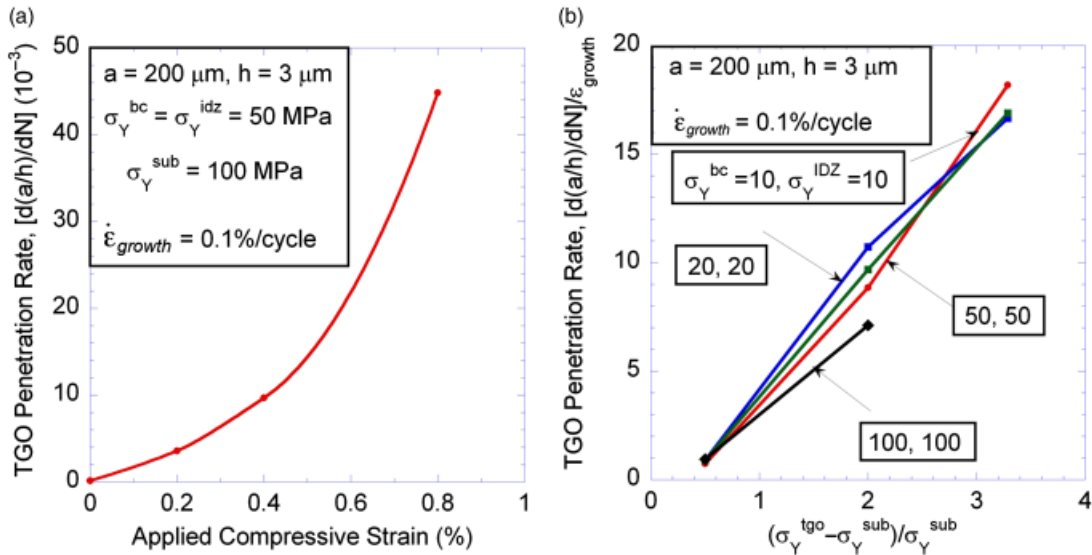 (a)
50
40
30
20
10
0
TGO Penetration Rate, [d(a/h)/dN] (10⁻³)
a = 200 μm, h = 3 μm
σ_Y^bc = σ_Y^idz = 50 MPa
σ_Y^sub = 100 MPa
ε̇_growth = 0.1%/cycle
0 0.2 0.4 0.6 0.8 1
Applied Compressive Strain (%)
(b)
20
15
10
5
0
TGO Penetration Rate, [d(a/h)/dN]/ε_growth
a = 200 μm, h = 3 μm
ε̇_growth = 0.1%/cycle
σ_Y^bc =10, σ_Y^IDZ =10
20, 20
50, 50
100, 100
0 1 2 3 4
(σ_Y^tgo–σ_Y^sub)/σ_Y^sub